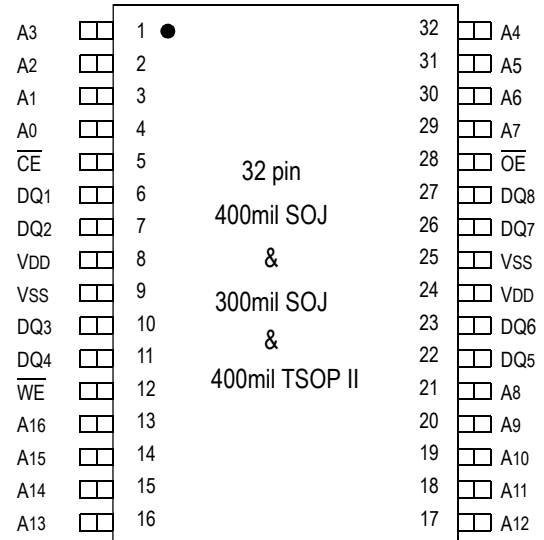 A3 1 32 A4
A2 2 31 A5
A1 3 30 A6
A0 4 29 A7
CE 5 28 OE
32 pin
DQ1 6 27 DQ8
400mil SOJ
DQ2 7 26 DQ7
VDD 8 & 25 VSS
VSS 9 24 VDD
300mil SOJ
DQ3 10 23 DQ6
&
DQ4 11 22 DQ5
400mil TSOP II
WE 12 21 A8
A16 13 20 A9
A15 14 19 A10
A14 15 18 A11
A13 16 17 A12